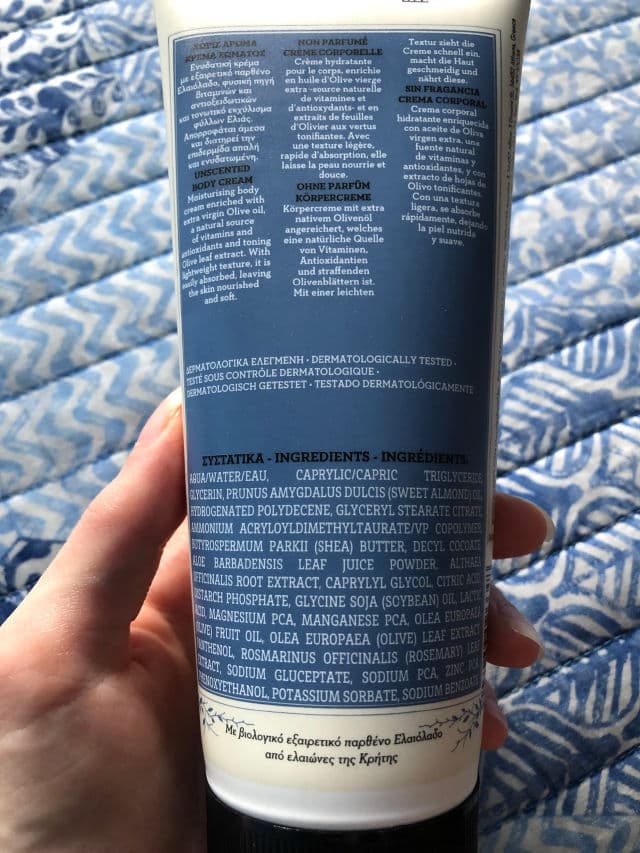 ΧΩΡΙΣ ΑΡΩΜΑ
ΚΡΕΜΑ ΣΩΜΑΤΟΣ
Ενυδατική κρέμα
με εξαιρετικό παρθένο
Ελαιόλαδο, φυσική πηγή
βιταμινών και
αντιοξειδωτικών
και τονωτικό εκχύλισμα
φύλλων Ελιάς.
Απορροφάται άμεσα
και διατηρεί την
επιδερμίδα απαλή
και ενυδατωμένη.
UNSCENTED
BODY CREAM
Moisturising body
cream enriched with
extra virgin Olive oil,
a natural source
of vitamins and
antioxidants and toning
Olive leaf extract. With
lightweight texture, it is
easily absorbed, leaving
the skin nourished
and soft.
NON PARFUMÉ
CRÈME CORPORELLE
Crème hydratante
pour le corps, enrichie
en huile d'Olive vierge
extra -source naturelle
de vitamines et
d'antioxydants- et en
extraits de feuilles
d'Olivier aux vertus
tonifiantes. Avec
une texture légère,
rapide d'absorption, elle
laisse la peau nourrie et
douce.
OHNE PARFÜM
KÖRPERCREME
Körpercreme mit extra
nativem Olivenöl
angereichert, welches
eine natürliche Quelle
von Vitaminen,
Antioxidantien
und straffenden
Olivenblättern ist.
Mit einer leichten
Textur zieht die
Creme schnell ein,
macht die Haut
geschmeidig und
nährt diese.
SIN FRAGANCIA
CREMA CORPORAL
Crema corporal
hidratante enriquecida
con aceite de Oliva
virgen extra, una
fuente natural
de vitaminas y
antioxidantes, y con
extracto de hojas de
Olivo tonificantes.
Con una textura
ligera, se absorbe
rápidamente, dejando
la piel nutrida
y suave.
ΔΕΡΜΑΤΟΛΟΓΙΚΑ ΕΛΕΓΜΕΝΗ · DERMATOLOGICALLY TESTED ·
TESTÉ SOUS CONTRÔLE DERMATOLOGIQUE ·
DERMATOLOGISCH GETESTET · TESTADO DERMATOLÓGICAMENTE
ΣΥΣΤΑΤΙΚΑ - INGREDIENTS - INGRÉDIENTS:
AQUA/WATER/EAU, CAPRYLIC/CAPRIC TRIGLYCERIDE,
GLYCERIN, PRUNUS AMYGDALUS DULCIS (SWEET ALMOND) OIL,
HYDROGENATED POLYDECENE, GLYCERYL STEARATE CITRATE,
AMMONIUM ACRYLOYLDIMETHYLTAURATE/VP COPOLYMER,
BUTYROSPERMUM PARKII (SHEA) BUTTER, DECYL COCOATE,
ALOE BARBADENSIS LEAF JUICE POWDER, ALTHAEA
OFFICINALIS ROOT EXTRACT, CAPRYLYL GLYCOL, CITRIC ACID,
DISTARCH PHOSPHATE, GLYCINE SOJA (SOYBEAN) OIL, LACTIC
ACID, MAGNESIUM PCA, MANGANESE PCA, OLEA EUROPAEA
(OLIVE) FRUIT OIL, OLEA EUROPAEA (OLIVE) LEAF EXTRACT,
PANTHENOL, ROSMARINUS OFFICINALIS (ROSEMARY) LEAF
EXTRACT, SODIUM GLUCEPTATE, SODIUM PCA, ZINC PCA,
PHENOXYETHANOL, POTASSIUM SORBATE, SODIUM BENZOATE.
Με βιολογικό εξαιρετικό παρθένο Ελαιόλαδο
από ελαιώνες της Κρήτης